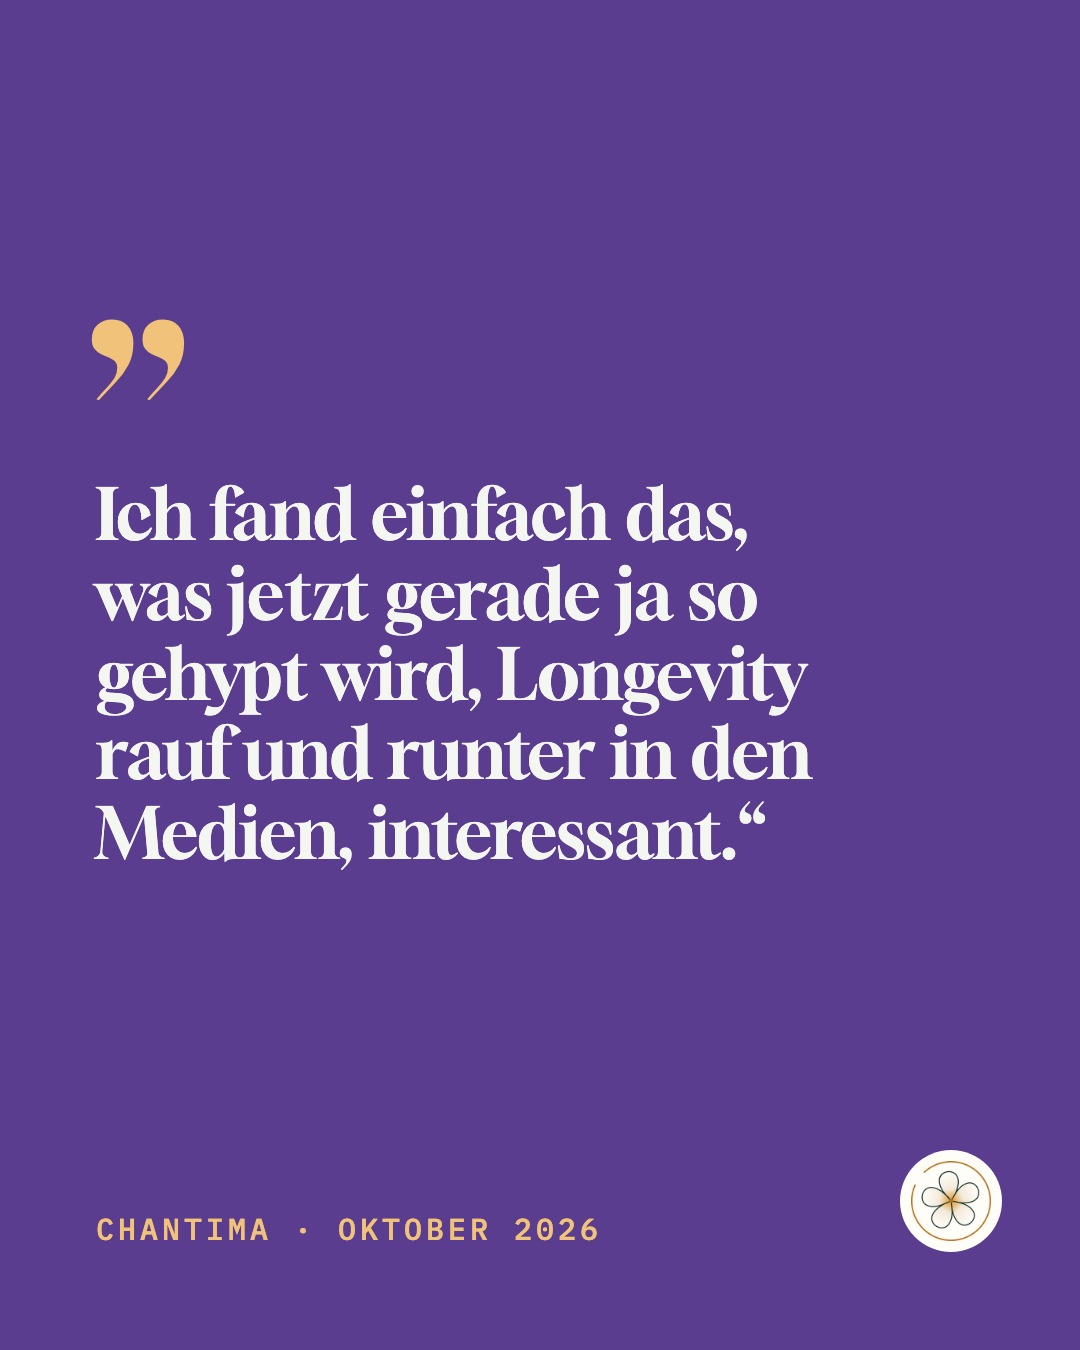 ”
Ich fand einfach das,
was jetzt gerade ja so
gehypt wird, Longevity
rauf und runter in den
Medien, interessant.“
CHANTIMA · OKTOBER 2026